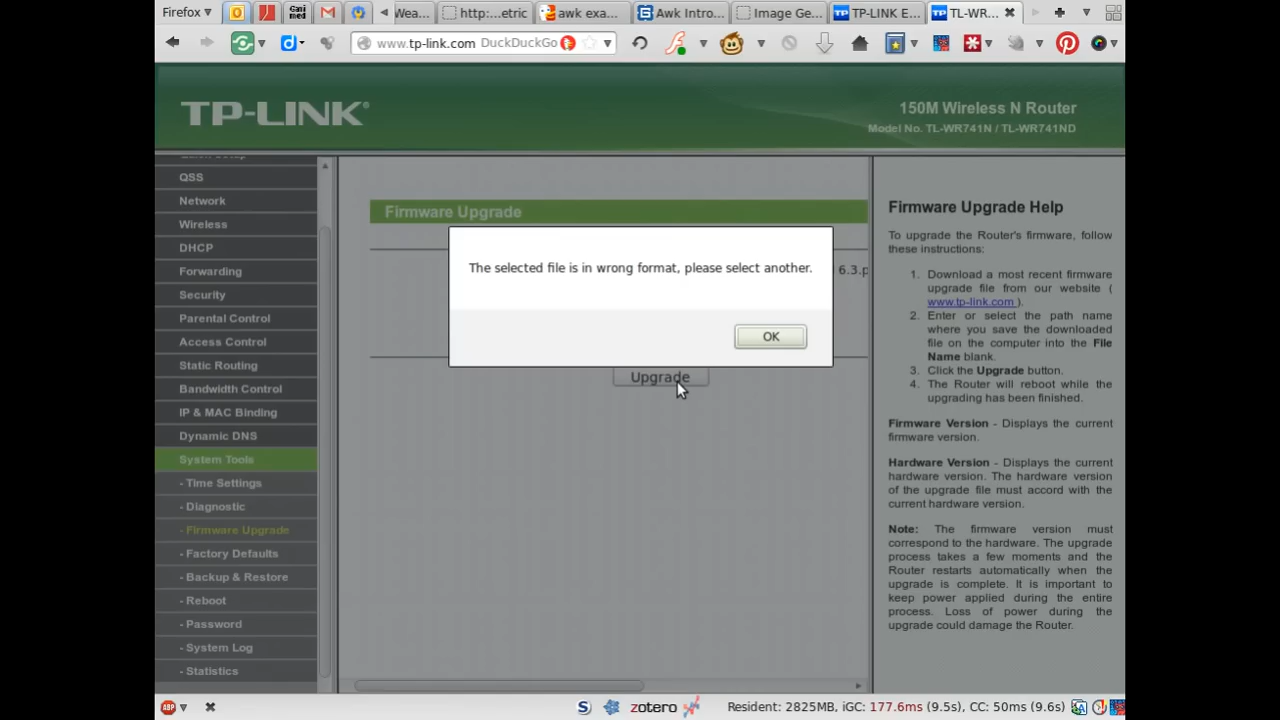 Firefox
Wea...
http:...etric
awk exa...
Awk Intro...
Image Ge...
TP-LINK E...
TL-WR...
www.tp-link.com
DuckDuckGo
TP-LINK®
150M Wireless N Router
Model No. TL-WR741N / TL-WR741ND
Quick Setup
QSS
Network
Wireless
DHCP
Forwarding
Security
Parental Control
Access Control
Static Routing
Bandwidth Control
IP & MAC Binding
Dynamic DNS
System Tools
- Time Settings
- Diagnostic
- Firmware Upgrade
- Factory Defaults
- Backup & Restore
- Reboot
- Password
- System Log
- Statistics
Firmware Upgrade
6.3.p
The selected file is in wrong format, please select another.
OK
Upgrade
Firmware Upgrade Help
To upgrade the Router's firmware, follow
these instructions:
1. Download a most recent firmware
upgrade file from our website (
www.tp-link.com ).
2. Enter or select the path name
where you save the downloaded
file on the computer into the File
Name blank.
3. Click the Upgrade button.
4. The Router will reboot while the
upgrading has been finished.
Firmware Version - Displays the current
firmware version.
Hardware Version - Displays the current
hardware version. The hardware version
of the upgrade file must accord with the
current hardware version.
Note: The firmware version must
correspond to the hardware. The upgrade
process takes a few moments and the
Router restarts automatically when the
upgrade is complete. It is important to
keep power applied during the entire
process. Loss of power during the
upgrade could damage the Router.
ABP
S
zotero
Resident: 2825MB, iGC: 177.6ms (9.5s), CC: 50ms (9.6s)